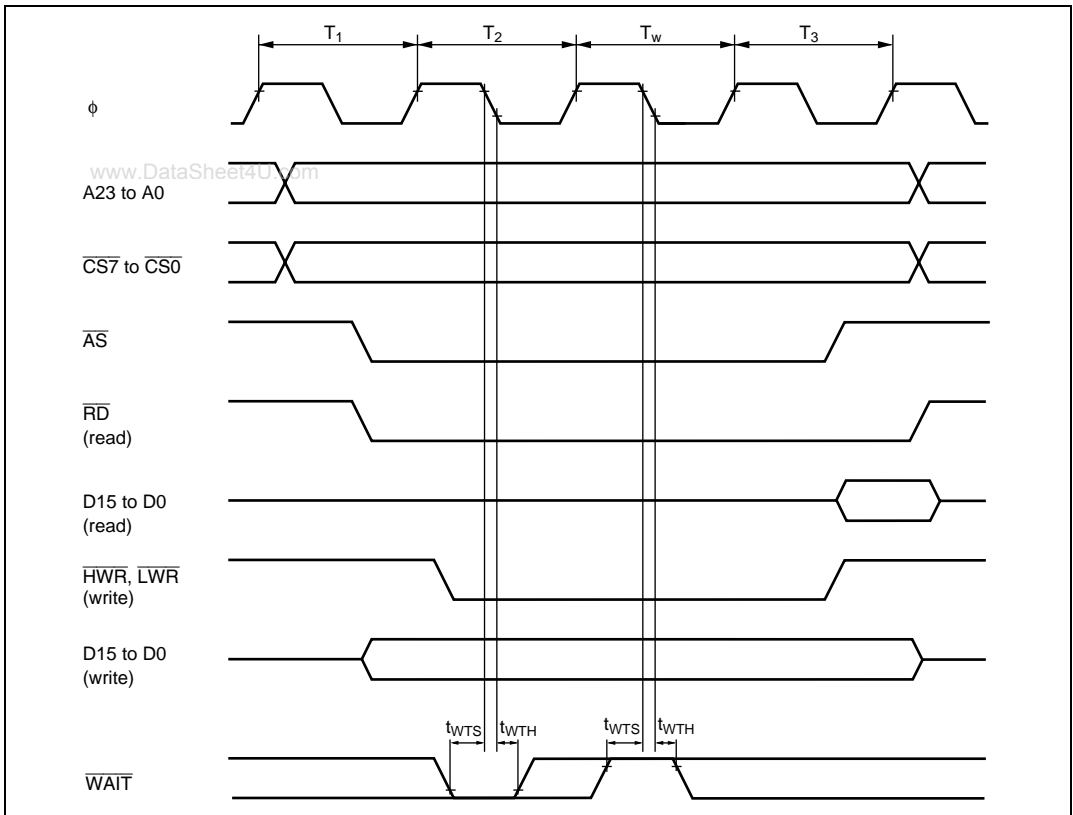 T1 T2 Tw T3
φ
www.DataSheet4U.com
A23 to A0
CS7 to CS0
AS
RD
(read)
D15 to D0
(read)
HWR, LWR
(write)
D15 to D0
(write)
tWTS tWTH tWTS tWTH
WAIT